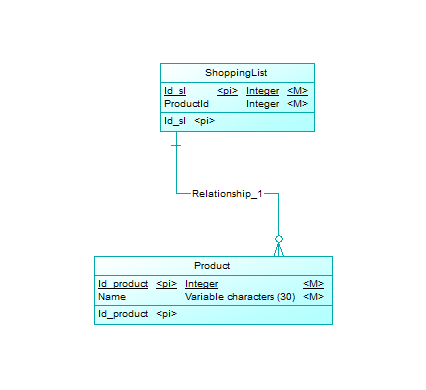 ShoppingList
Id_sl <pi> Integer <M>
ProductId Integer <M>
Id_sl <pi>
Relationship_1
Product
Id_product <pi> Integer <M>
Name Variable characters (30) <M>
Id_product <pi>